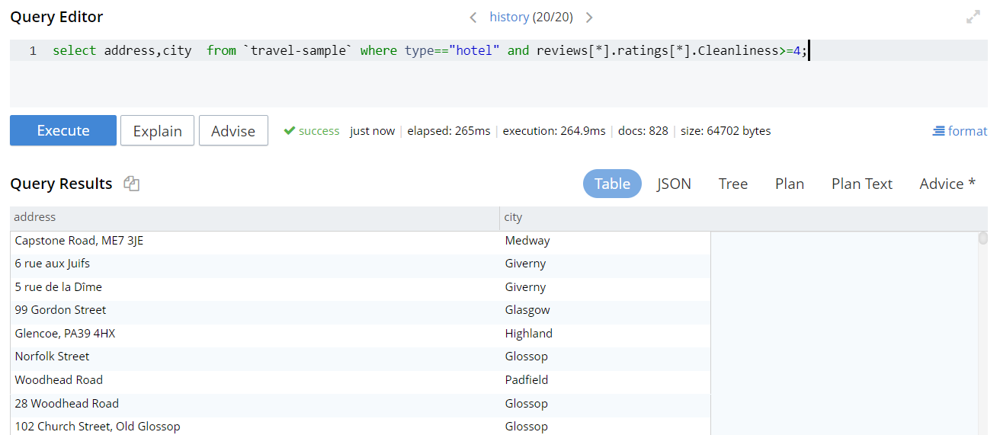 Query Editor
history (20/20)
1 select address,city  from `travel-sample` where type=="hotel" and reviews[*].ratings[*].Cleanliness>=4;
Execute Explain Advise success just now elapsed: 265ms execution: 264.9ms docs: 828 size: 64702 bytes format
Query Results Table JSON Tree Plan Plan Text Advice *
address city
Capstone Road, ME7 3JE Medway
6 rue aux Juifs Giverny
5 rue de la Dîme Giverny
99 Gordon Street Glasgow
Glencoe, PA39 4HX Highland
Norfolk Street Glossop
Woodhead Road Padfield
28 Woodhead Road Glossop
102 Church Street, Old Glossop Glossop